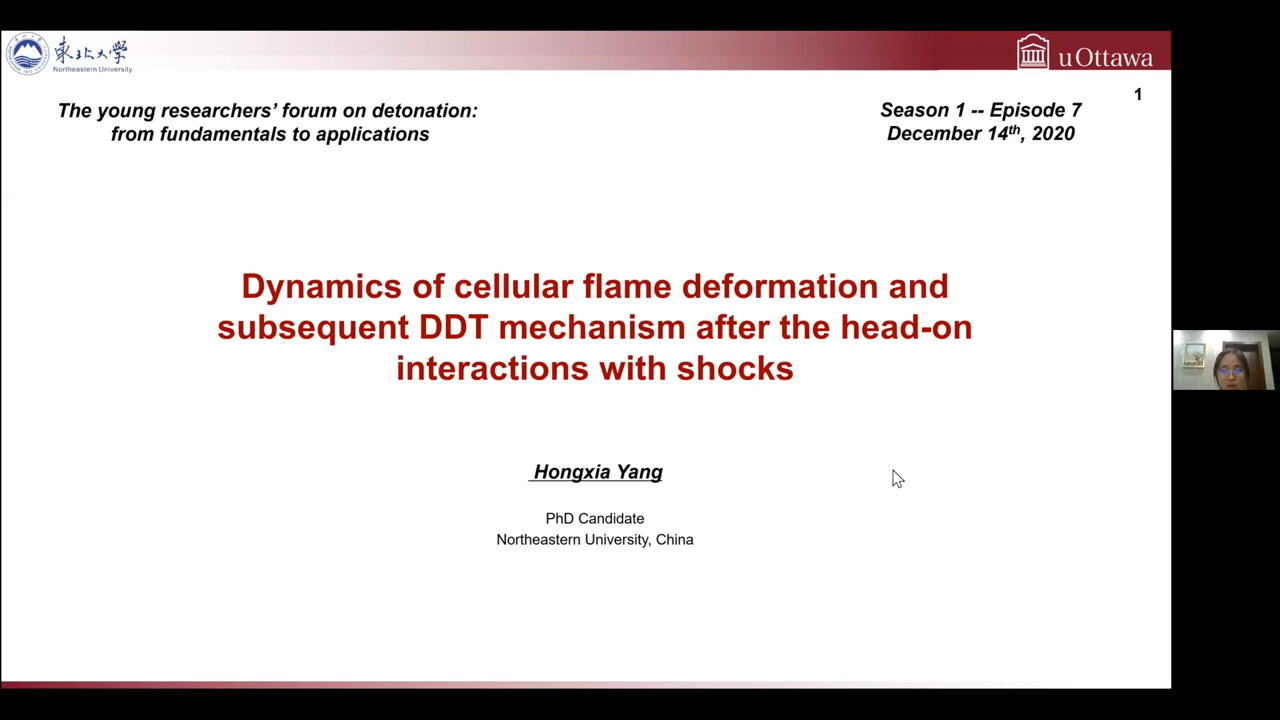 東北大學
Northeastern University
uOttawa
The young researchers’ forum on detonation:
from fundamentals to applications
Season 1 -- Episode 7
December 14th, 2020
1
Dynamics of cellular flame deformation and
subsequent DDT mechanism after the head-on
interactions with shocks
Hongxia Yang
PhD Candidate
Northeastern University, China